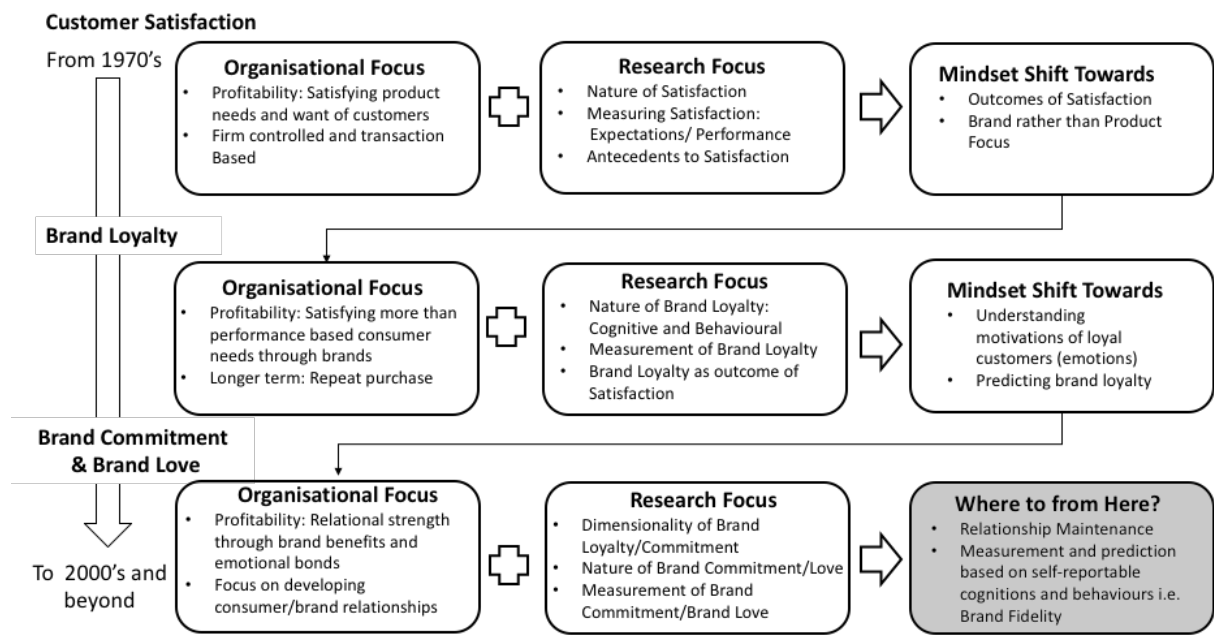 Customer Satisfaction
From 1970's
Organisational Focus
• Profitability: Satisfying product
needs and want of customers
• Firm controlled and transaction
Based
Research Focus
• Nature of Satisfaction
• Measuring Satisfaction:
Expectations/ Performance
• Antecedents to Satisfaction
Mindset Shift Towards
• Outcomes of Satisfaction
• Brand rather than Product
Focus
Brand Loyalty
Organisational Focus
• Profitability: Satisfying more than
performance based consumer
needs through brands
• Longer term: Repeat purchase
Research Focus
• Nature of Brand Loyalty:
Cognitive and Behavioural
• Measurement of Brand Loyalty
• Brand Loyalty as outcome of
Satisfaction
Mindset Shift Towards
• Understanding
motivations of loyal
customers (emotions)
• Predicting brand loyalty
Brand Commitment
& Brand Love
Organisational Focus
• Profitability: Relational strength
through brand benefits and
emotional bonds
• Focus on developing
consumer/brand relationships
Research Focus
• Dimensionality of Brand
Loyalty/Commitment
• Nature of Brand Commitment/Love
• Measurement of Brand
Commitment/Brand Love
Where to from Here?
• Relationship Maintenance
• Measurement and prediction
based on self-reportable
cognitions and behaviours i.e.
Brand Fidelity
To 2000's and
beyond